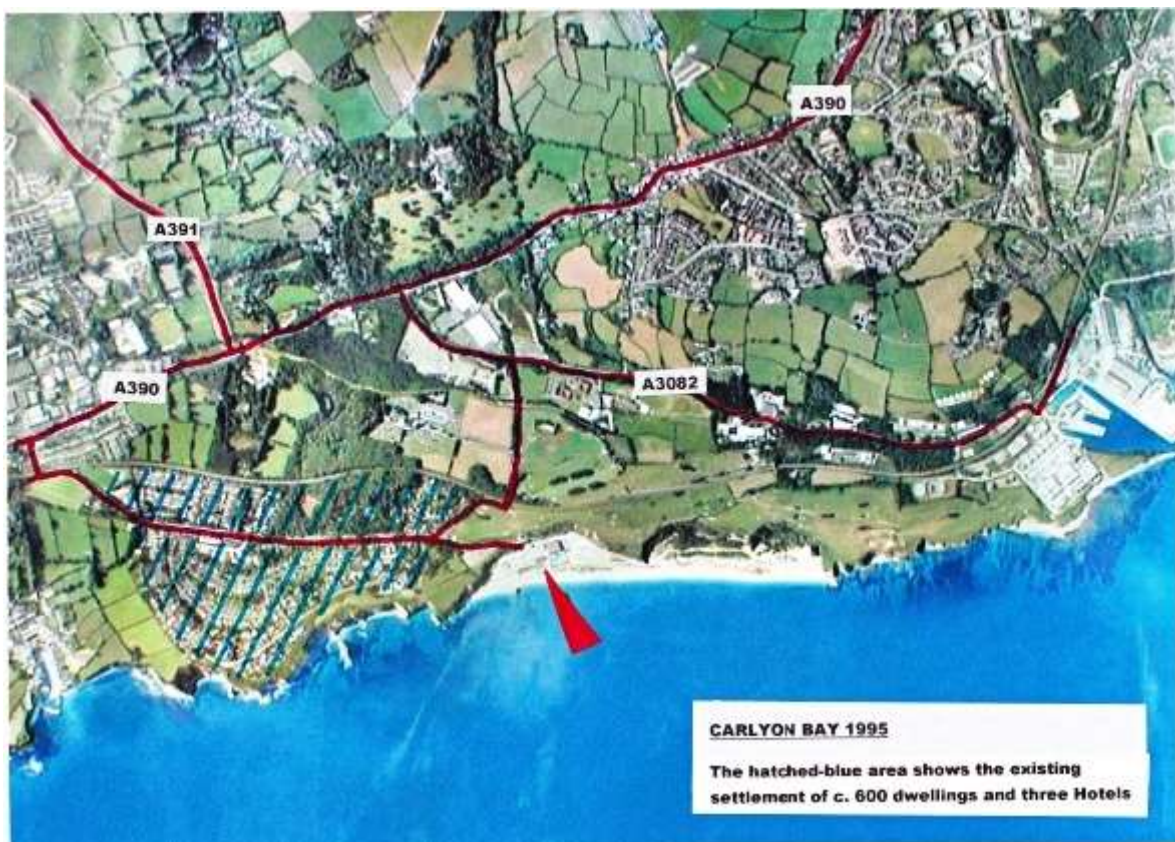 A390
A391
A390
A3082
CARLYON BAY 1995
The hatched-blue area shows the existing
settlement of c. 600 dwellings and three Hotels